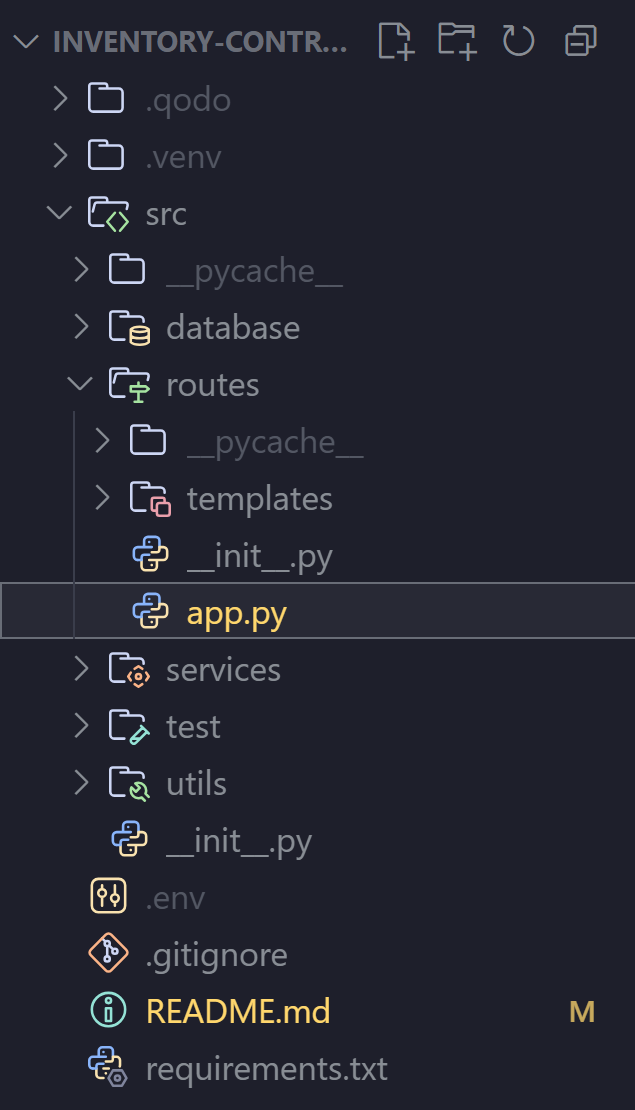 INVENTORY-CONTR...
.qodo
.venv
src
__pycache__
database
routes
__pycache__
templates
__init__.py
app.py
services
test
utils
__init__.py
.env
.gitignore
README.md M
requirements.txt